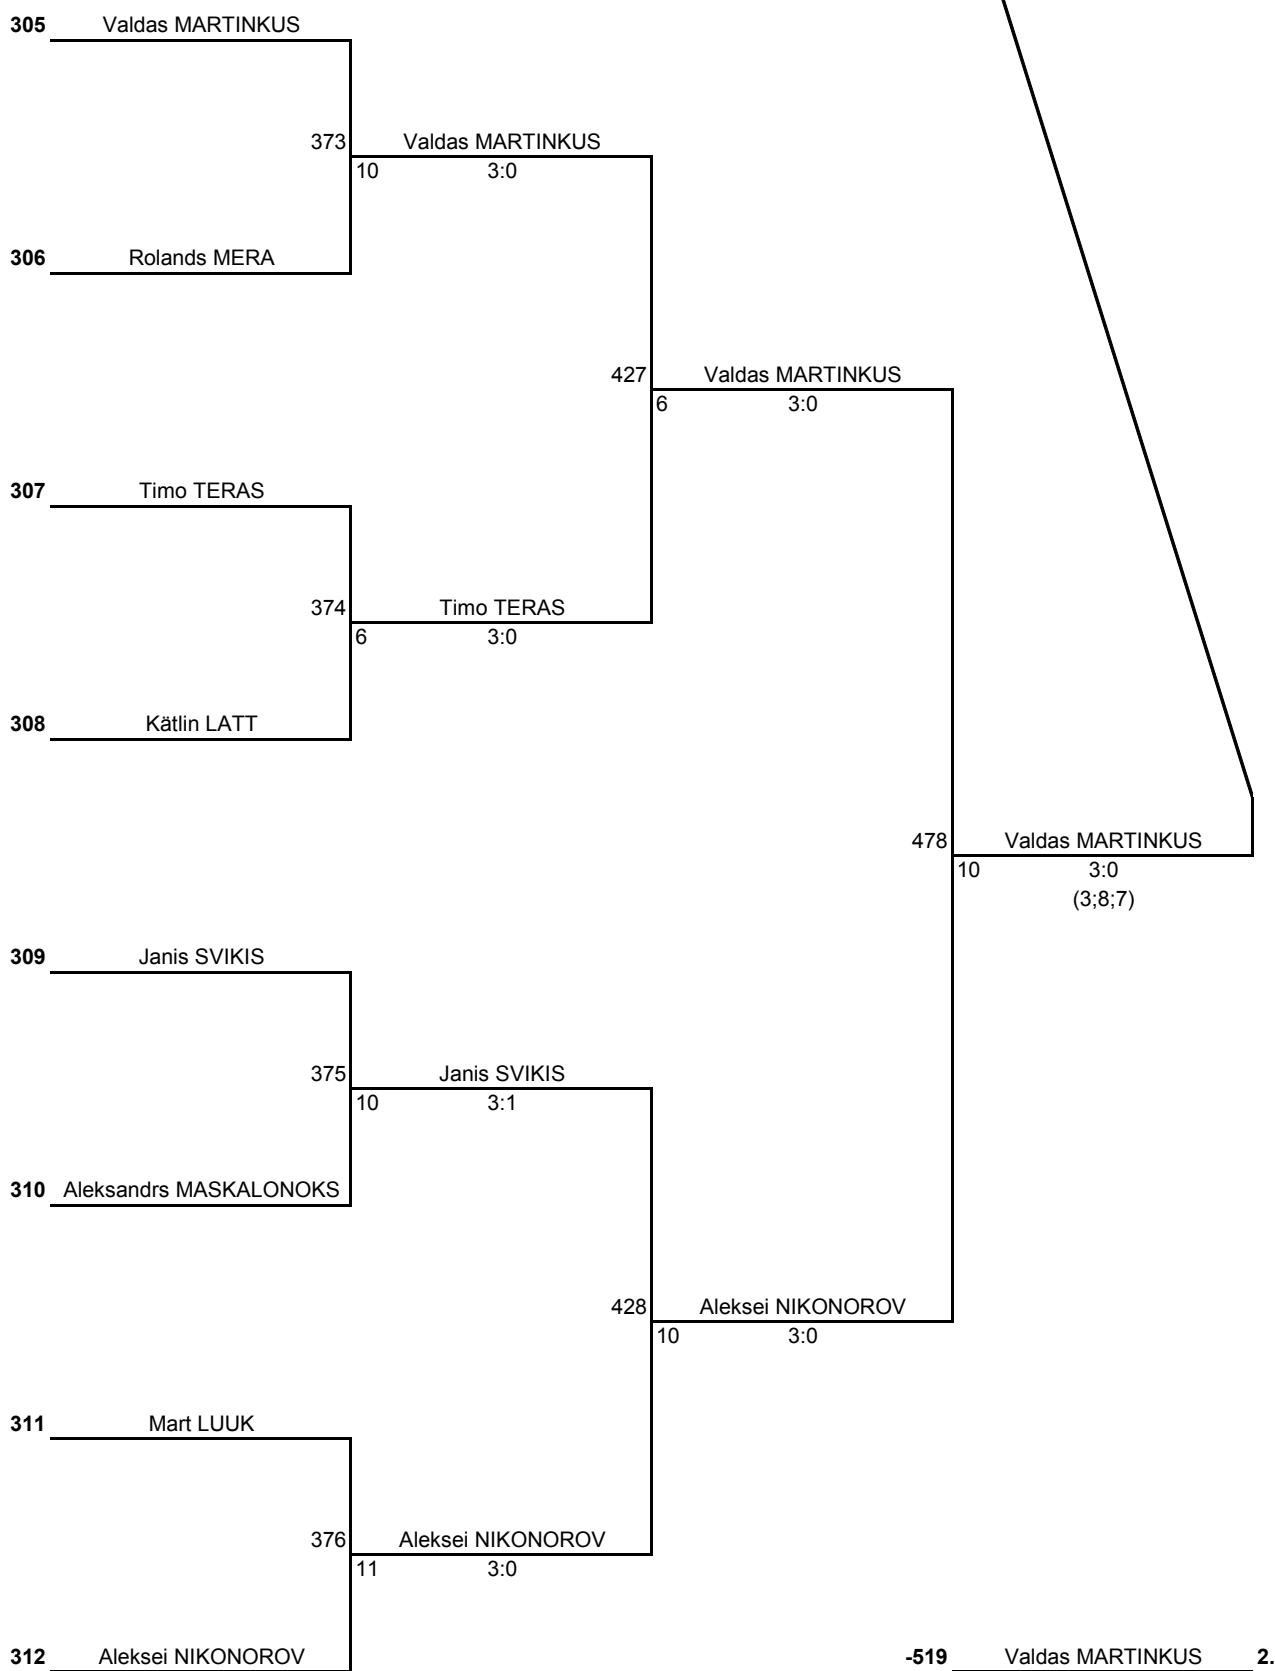 305 Valdas MARTINKUS
373 Valdas MARTINKUS
10 3:0
306 Rolands MERA
427 Valdas MARTINKUS
6 3:0
307 Timo TERAS
374 Timo TERAS
6 3:0
308 Kätlin LATT
478 Valdas MARTINKUS
10 3:0
(3;8;7)
309 Janis SVIKIS
375 Janis SVIKIS
10 3:1
310 Aleksandrs MASKALONOKS
428 Aleksei NIKONOROV
10 3:0
311 Mart LUUK
376 Aleksei NIKONOROV
11 3:0
312 Aleksei NIKONOROV
-519 Valdas MARTINKUS 2.